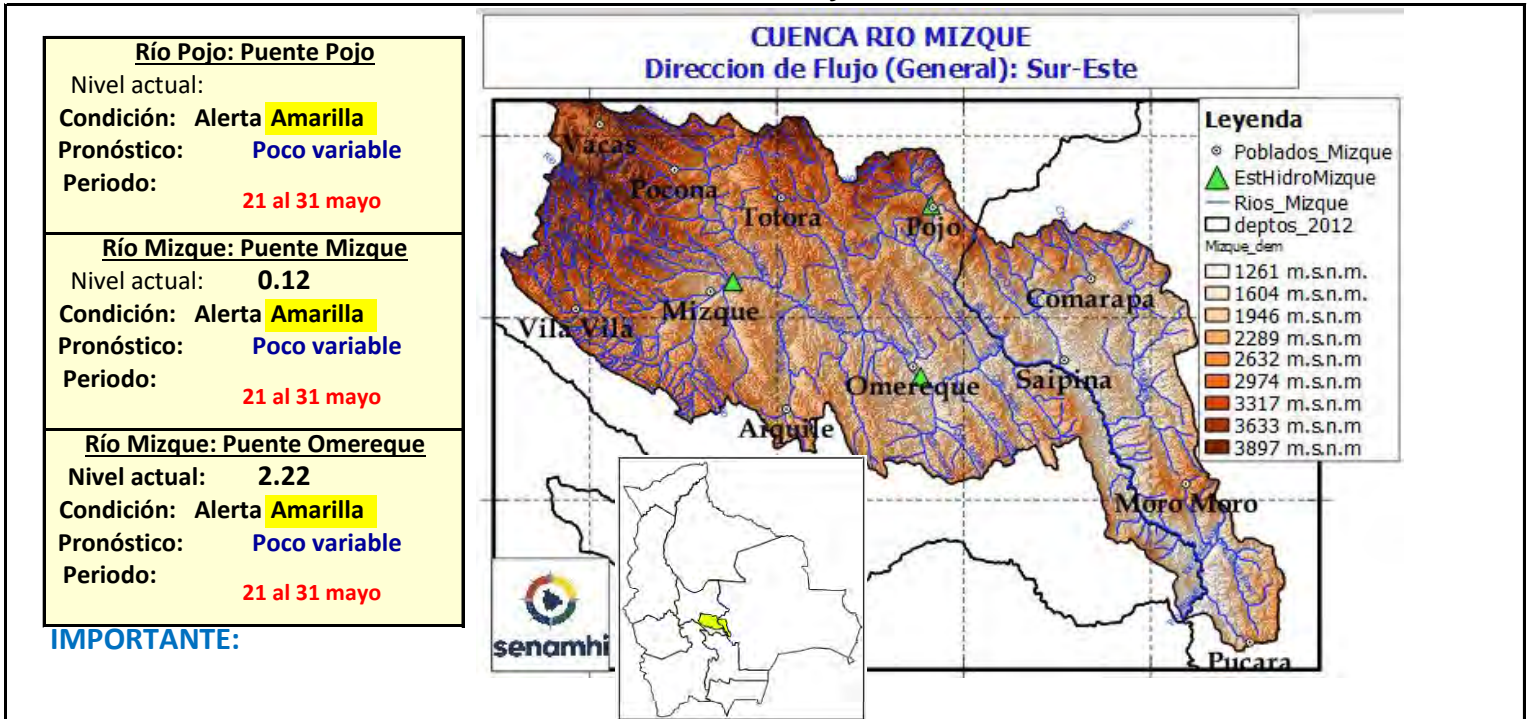 Río Pojo: Puente Pojo
Nivel actual:
Condición: Alerta Amarilla
Pronóstico: Poco variable
Periodo:
21 al 31 mayo
Río Mizque: Puente Mizque
Nivel actual: 0.12
Condición: Alerta Amarilla
Pronóstico: Poco variable
Periodo:
21 al 31 mayo
Río Mizque: Puente Omereque
Nivel actual: 2.22
Condición: Alerta Amarilla
Pronóstico: Poco variable
Periodo:
21 al 31 mayo
IMPORTANTE:
CUENCA RIO MIZQUE
Direccion de Flujo (General): Sur-Este
Vacas
Pocona
Totora
Pojo
Mizque
Vila Vila
Comarapa
Omereque
Saipina
Aiquile
Moro Moro
Pucara
Leyenda
Poblados_Mizque
EstHidroMizque
Rios_Mizque
deptos_2012
Mizque_dem
1261 m.s.n.m.
1604 m.s.n.m.
1946 m.s.n.m
2289 m.s.n.m
2632 m.s.n.m
2974 m.s.n.m
3317 m.s.n.m
3633 m.s.n.m
3897 m.s.n.m
senamhi